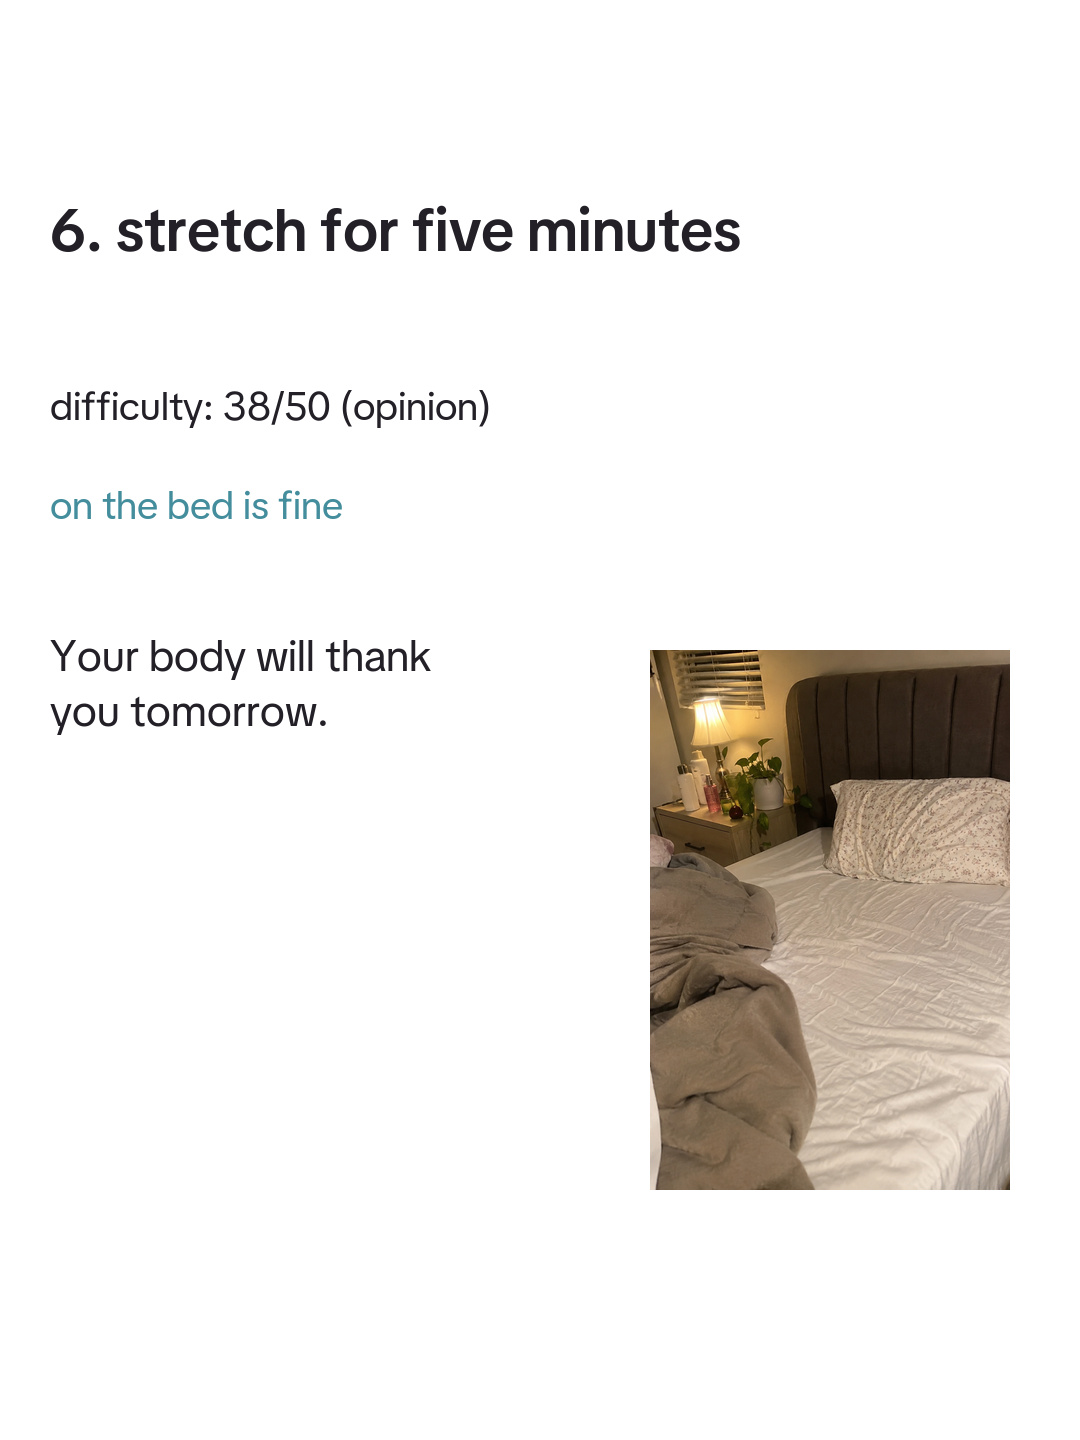 6. stretch for five minutes
difficulty: 38/50 (opinion)
on the bed is fine
Your body will thank
you tomorrow.